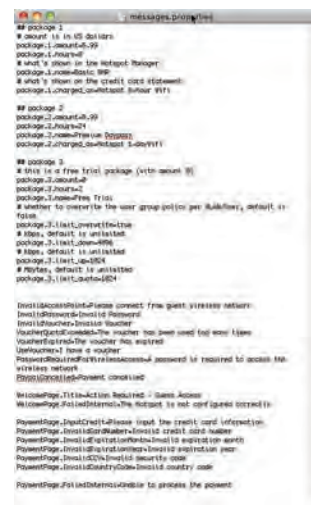 messages.properties
## package 1
# amount is in US dollars
package.1.amount=6.99
package.1.hours=8
# what's shown in the Hotspot Manager
package.1.name=Basic
# what's shown on the credit card statement
package.1.charged_as=Hotspot 8-hour Wifi
## package 2
package.2.amount=9.99
package.2.hours=24
package.2.name=Premium Daypass
package.2.charged_as=Hotspot 1-dayWifi
## package 3
# this is a free trial package (with amount 0)
package.3.amount=0
package.3.hours=2
package.3.name=Free Trial
# whether to overwrite the user group policy per default is
false
package.3.limit_overwrite=true
# kbps, default is unlimited
package.3.limit_down=4096
# kbps, default is unlimited
package.3.limit_up=1024
# Mbytes, default is unlimited
package.3.limit_quota=1024
InvalidAccessPoint=Please connect from guest wireless network
InvalidPassword=Invalid Password
InvalidVoucher=Invalid Voucher
VoucherQuotaExceeded=The voucher has been used too many times
VoucherExpired=The voucher has expired
UseVoucher=I have a voucher
PasswordRequiredForWirelessAccess=A password is required to access the
wireless network
PaypalCancelled=Payment cancelled
WelcomePage.Title=Action Required - Guest Access
WelcomePage.FailedInternal=The Hotspot is not configured correctly
PaymentPage.InputCredit=Please input the credit card information
PaymentPage.InvalidCardNumber=Invalid credit card number
PaymentPage.InvalidExpirationMonth=Invalid expiration month
PaymentPage.InvalidExpirationYear=Invalid expiration year
PaymentPage.InvalidCCV=Invalid security code
PaymentPage.InvalidCountryCode=Invalid country code
PaymentPage.FailedInternal=Unable to process the payment